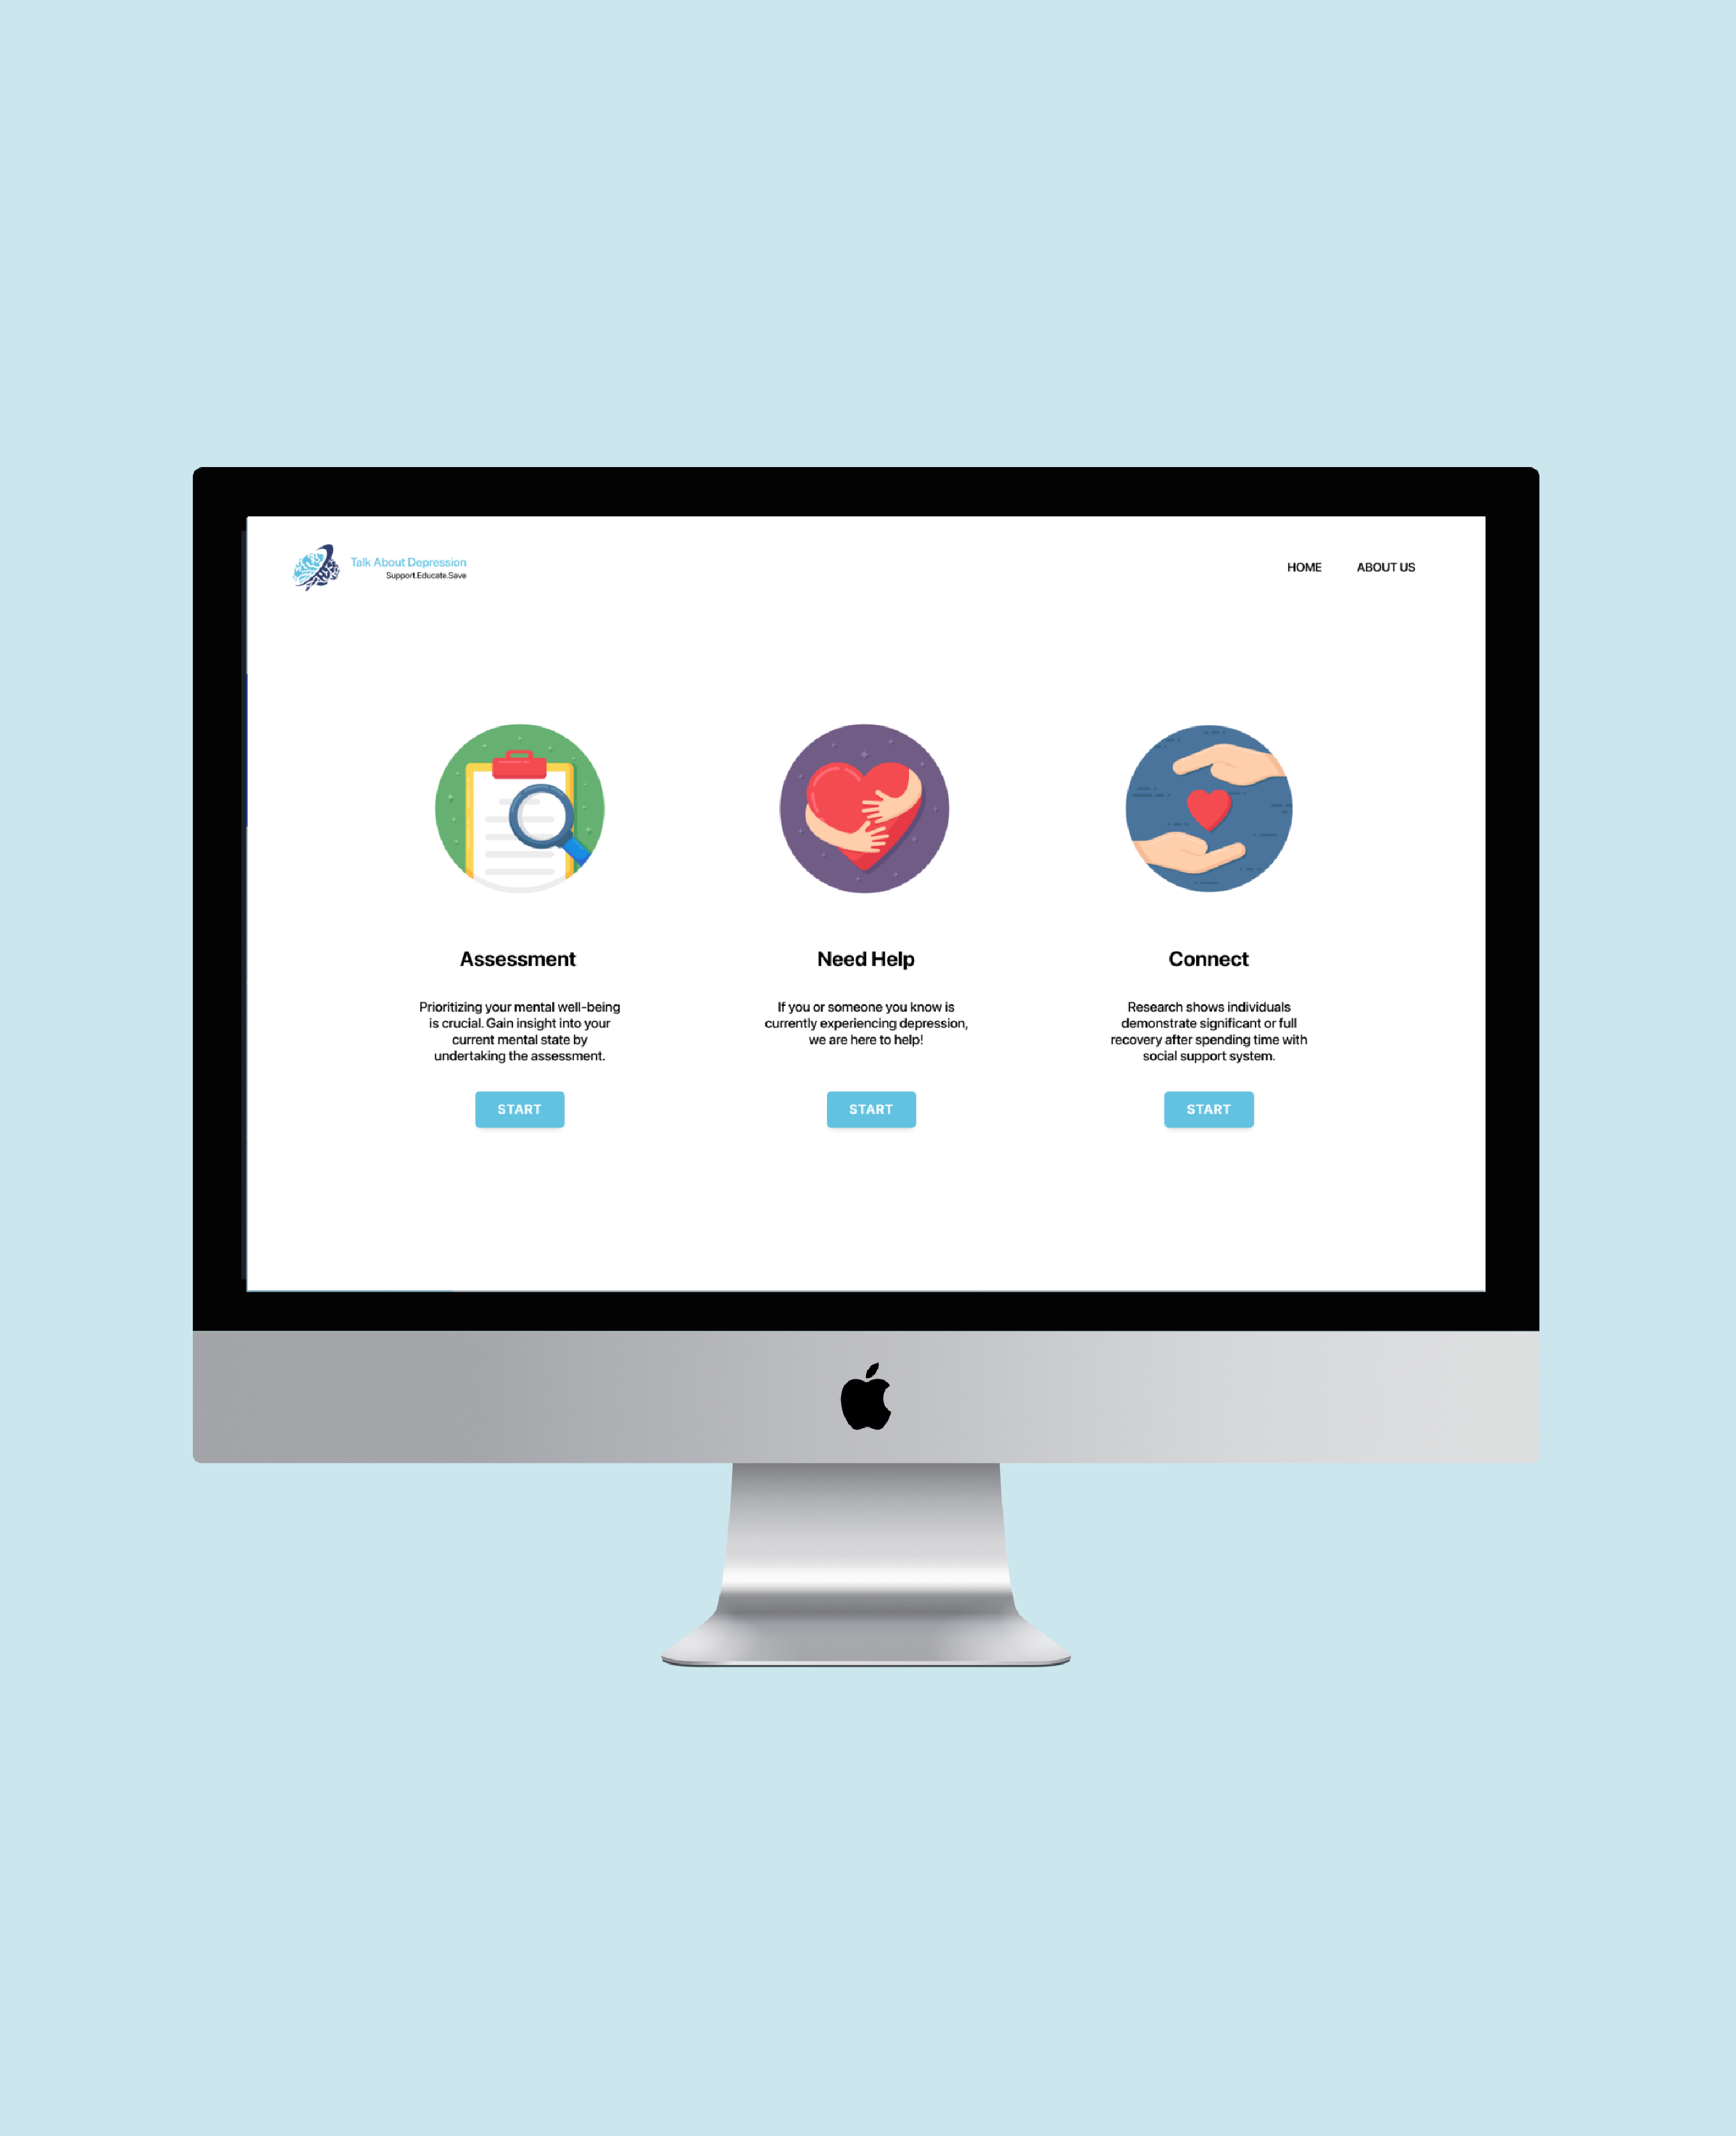 Talk About Depression
Support.Educate.Save
HOME
ABOUT US
Assessment
Prioritizing your mental well-being
is crucial. Gain insight into your
current mental state by
undertaking the assessment.
START
Need Help
If you or someone you know is
currently experiencing depression,
we are here to help!
START
Connect
Research shows individuals
demonstrate significant or full
recovery after spending time with
social support system.
START